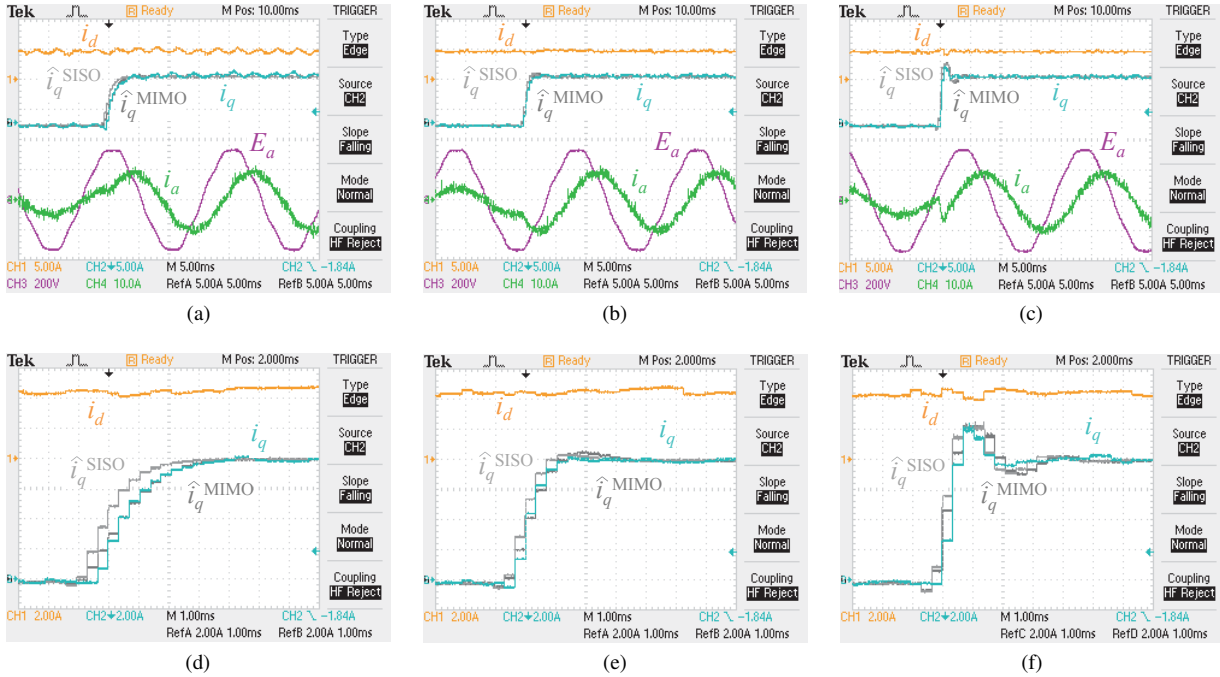 Tek R Ready M Pos: 10.00ms TRIGGER
i_d
Type
Edge
1
î_q^SISO
Source
CH2
î_q^MIMO i_q
Slope
Falling
E_a
i_a
Mode
Normal
Coupling
HF Reject
CH1 5.00A CH2 5.00A M 5.00ms CH2 -1.84A
CH3 200V CH4 10.0A RefA 5.00A 5.00ms RefB 5.00A 5.00ms
(a)
Tek R Ready M Pos: 10.00ms TRIGGER
i_d
Type
Edge
1
î_q^SISO
Source
CH2
î_q^MIMO i_q
Slope
Falling
E_a
i_a
Mode
Normal
Coupling
HF Reject
CH1 5.00A CH2 5.00A M 5.00ms CH2 -1.84A
CH3 200V CH4 10.0A RefA 5.00A 5.00ms RefB 5.00A 5.00ms
(b)
Tek R Ready M Pos: 10.00ms TRIGGER
i_d
Type
Edge
1
î_q^SISO
Source
CH2
î_q^MIMO i_q
Slope
Falling
E_a
i_a
Mode
Normal
Coupling
HF Reject
CH1 5.00A CH2 5.00A M 5.00ms CH2 -1.84A
CH3 200V CH4 10.0A RefA 5.00A 5.00ms RefB 5.00A 5.00ms
(c)
Tek R Ready M Pos: 2.000ms TRIGGER
Type
Edge
i_d
Source
CH2
i_q
1
î_q^SISO
î_q^MIMO
Slope
Falling
Mode
Normal
Coupling
HF Reject
CH1 2.00A CH2 2.00A M 1.00ms CH2 -1.84A
RefA 2.00A 1.00ms RefB 2.00A 1.00ms
(d)
Tek R Ready M Pos: 2.000ms TRIGGER
Type
Edge
i_d
Source
CH2
i_q
1
î_q^SISO
î_q^MIMO
Slope
Falling
Mode
Normal
Coupling
HF Reject
CH1 2.00A CH2 2.00A M 1.00ms CH2 -1.84A
RefA 2.00A 1.00ms RefB 2.00A 1.00ms
(e)
Tek R Ready M Pos: 2.000ms TRIGGER
Type
Edge
i_d
Source
CH2
i_q
1
î_q^SISO
î_q^MIMO
Slope
Falling
Mode
Normal
Coupling
HF Reject
CH1 2.00A CH2 2.00A M 1.00ms CH2 -1.84A
RefC 2.00A 1.00ms RefD 2.00A 1.00ms
(f)